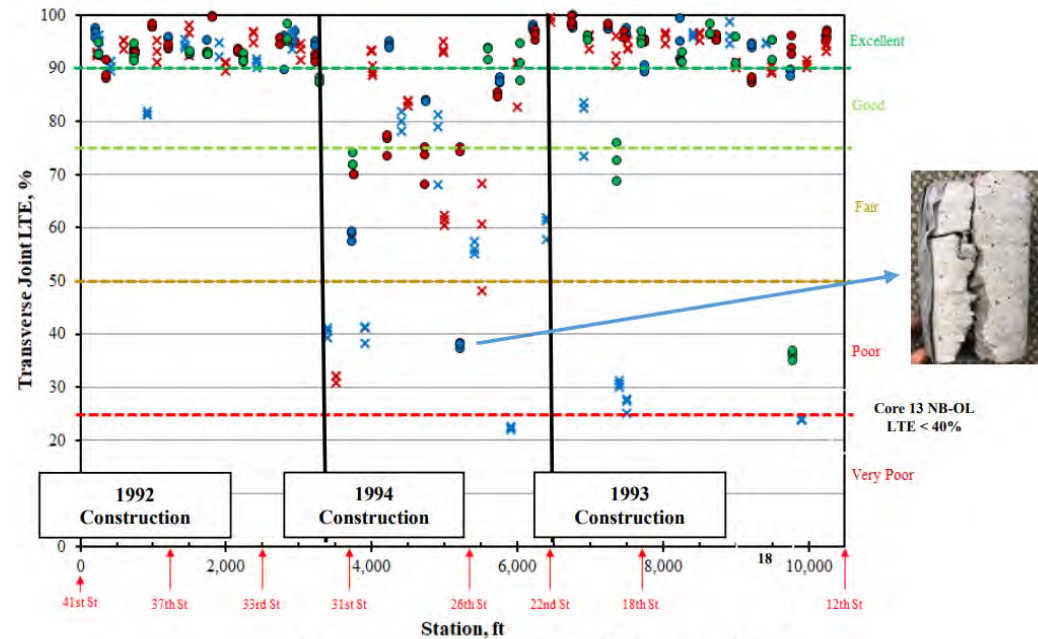 100
90
80
70
60
50
40
30
20
0
Transverse Joint LTE, %
Excellent
Good
Fair
Poor
Very Poor
Core 13 NB-OL
LTE < 40%
1992
Construction
1994
Construction
1993
Construction
0
2,000
4,000
6,000
8,000
18
10,000
41st St
37th St
33rd St
31st St
26th St
22nd St
18th St
12th St
Station, ft